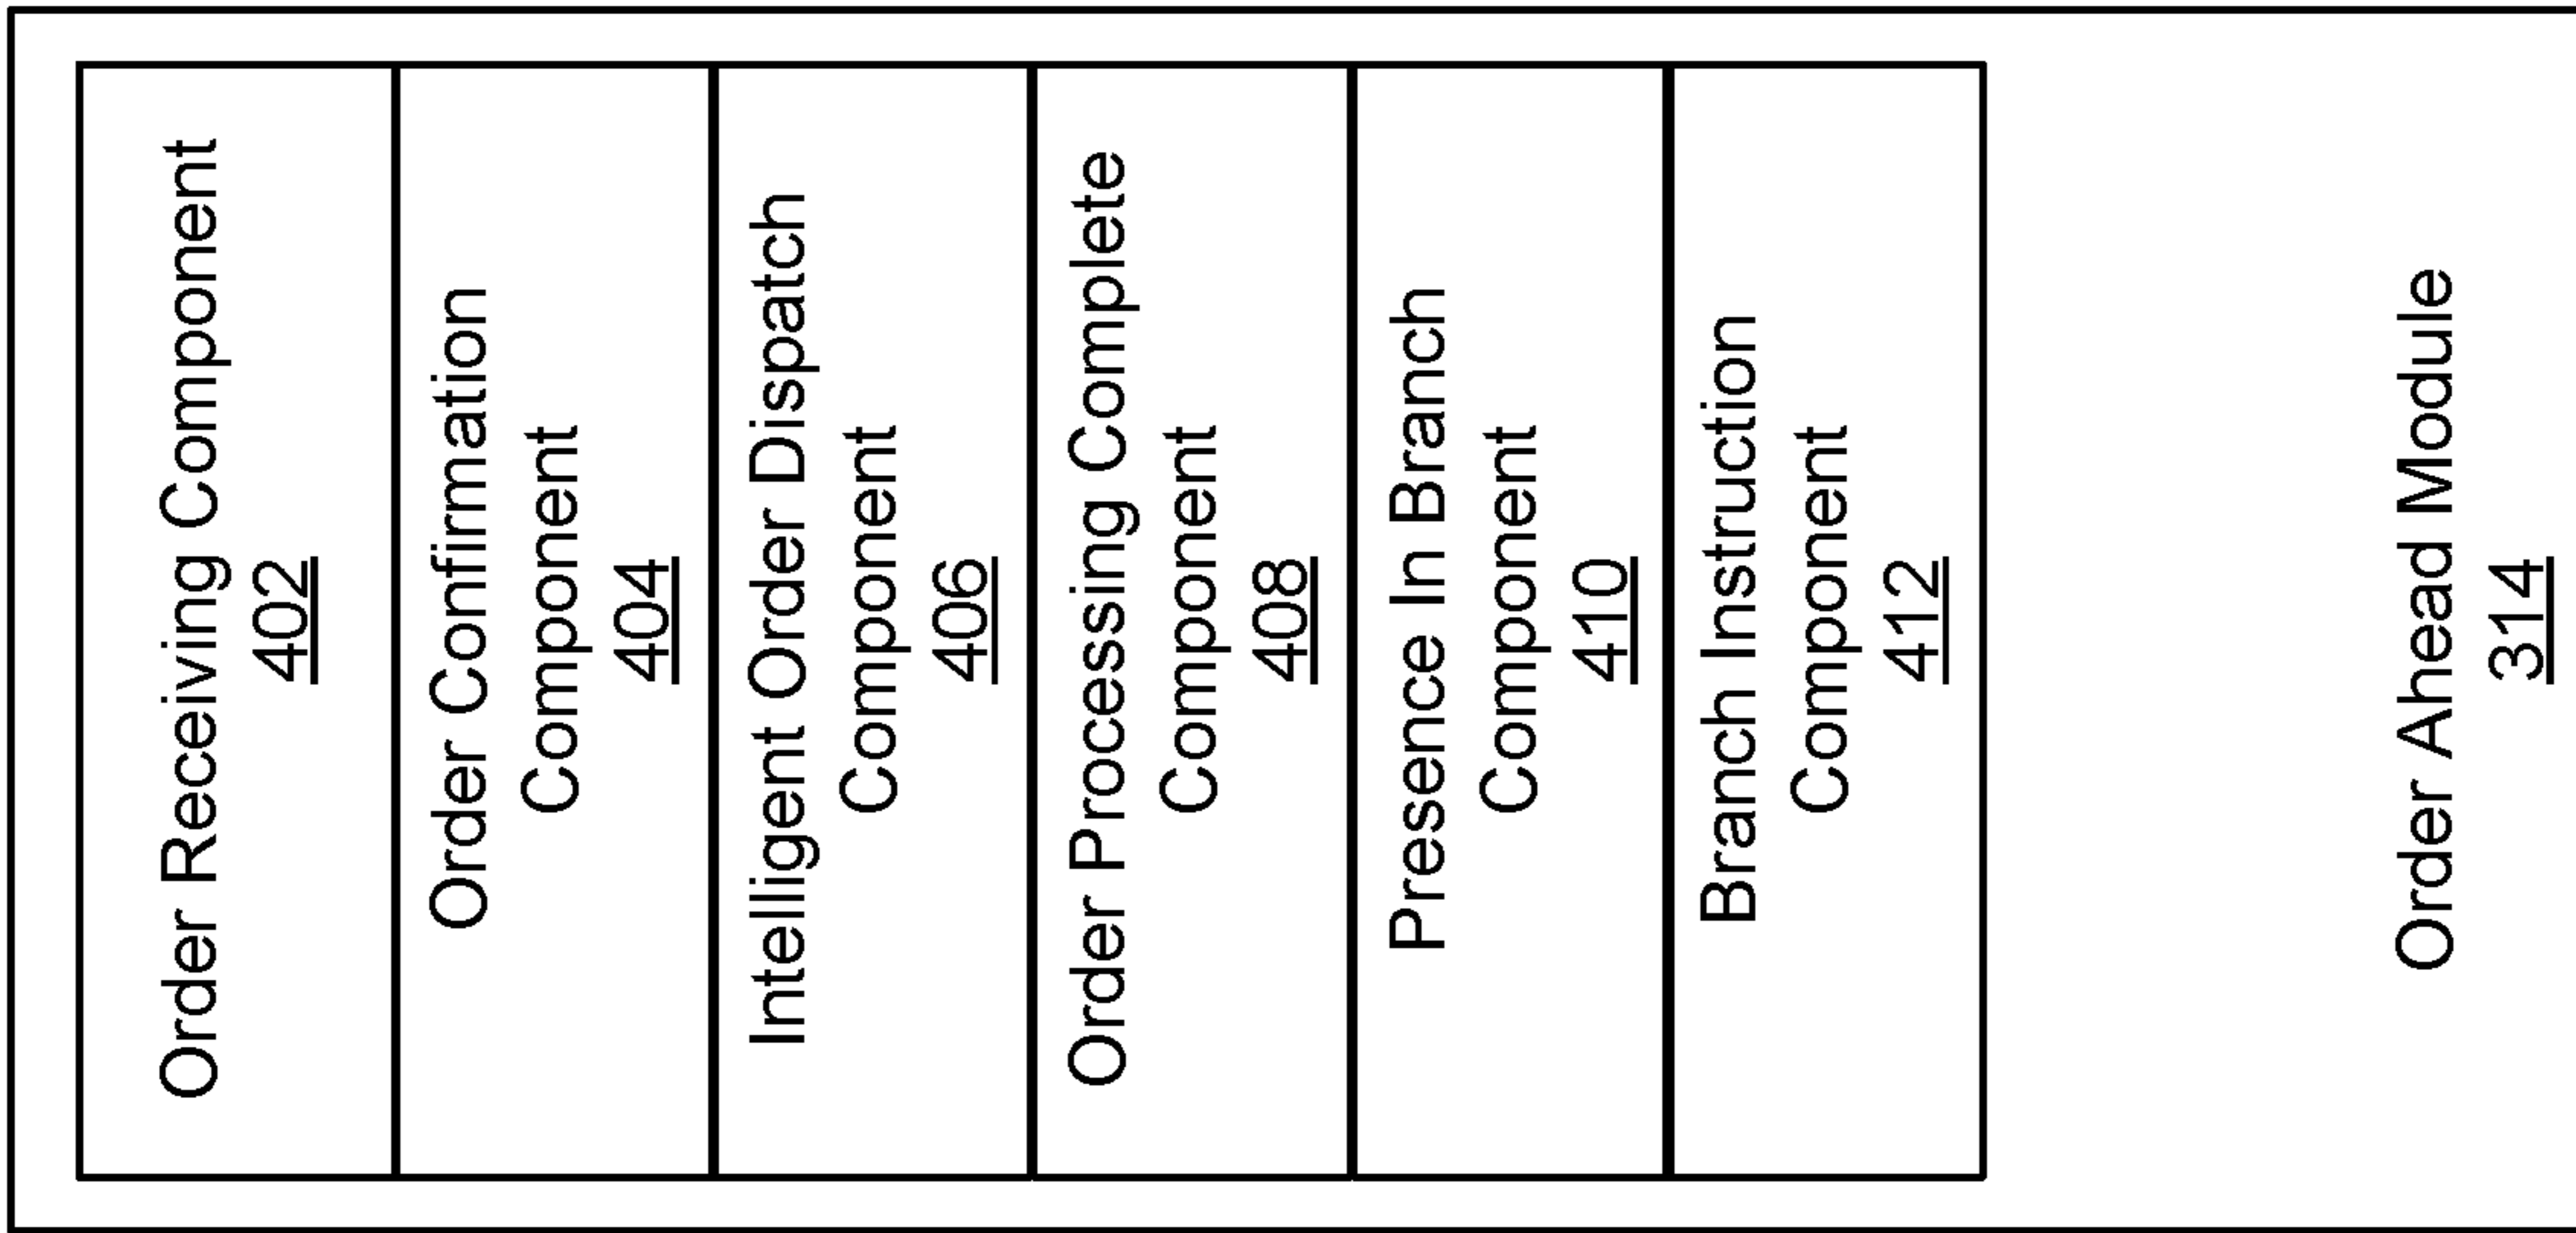 Order Receiving Component
402
Order Confirmation
Component
404
Intelligent Order Dispatch
Component
406
Order Processing Complete
Component
408
Presence In Branch
Component
410
Branch Instruction
Component
412
Order Ahead Module
314